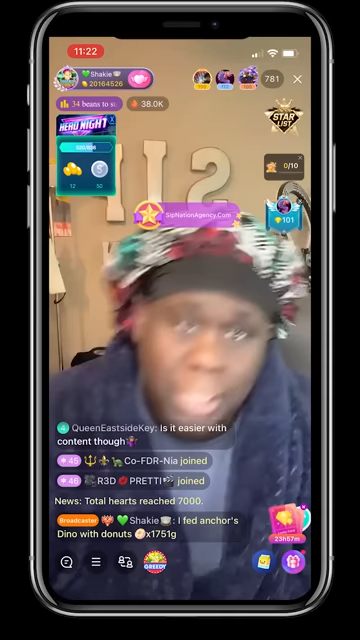 11:22
💚Shakie
20164526
781
34 beans to
38.0K
HERO NIGHT
12
50
STAR
LIST
0/10
101
SipNationAgency.Com
QueenEastsideKey: Is it easier with
content though
45
Co-FDR-Nia joined
46
R3D💋PRETTI joined
News: Total hearts reached 7000.
Broadcaster 💚Shakie: I fed anchor's
Dino with donuts x1751g
23h57m
GREEDY